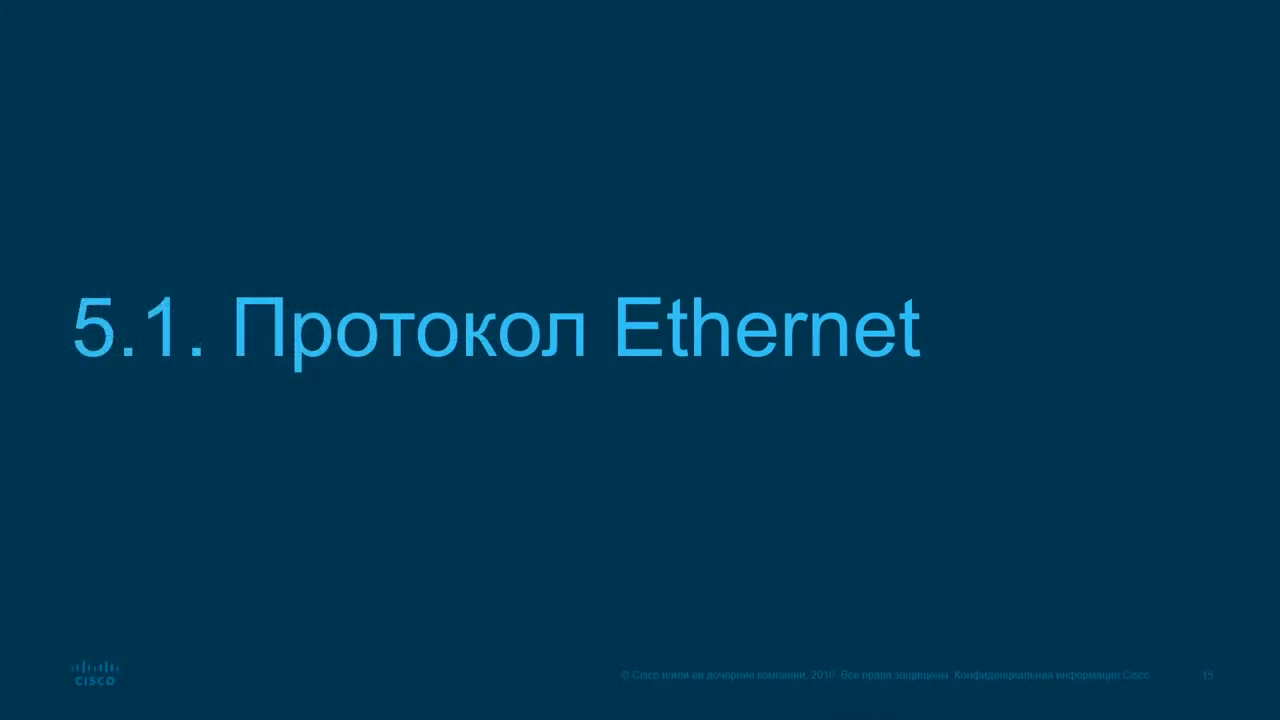 5.1. Протокол Ethernet
CISCO
© Cisco и/или ее дочерние компании, 2016. Все права защищены. Конфиденциальная информация Cisco
15